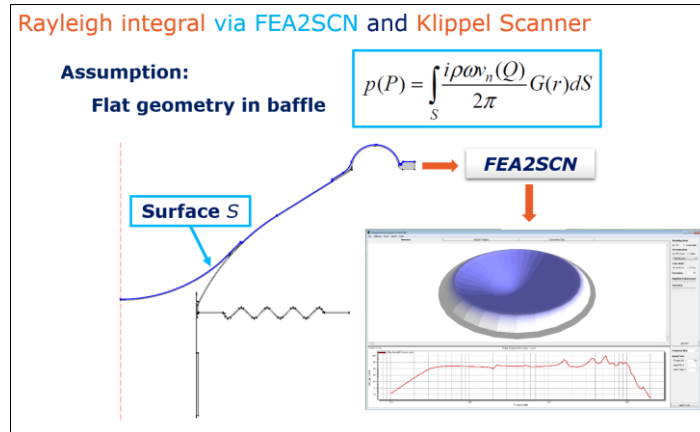 Rayleigh integral via FEA2SCN and Klippel Scanner
Assumption:
Flat geometry in baffle
p(P) = ∫_S iρωv_n(Q)/2π G(r)dS
FEA2SCN
Surface S